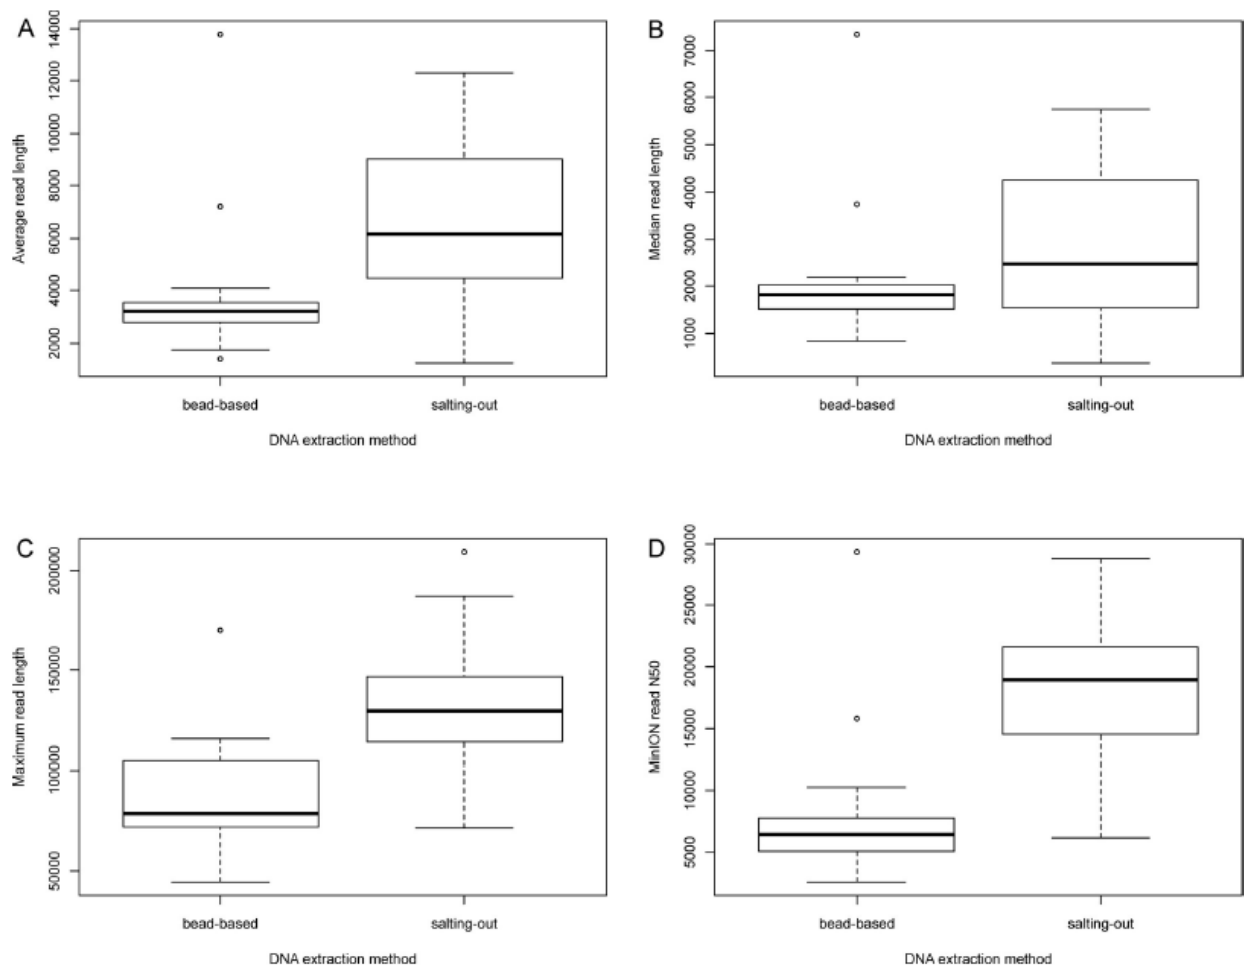 A
Average read length
14000
12000
10000
8000
6000
4000
2000
bead-based
salting-out
DNA extraction method
B
Median read length
7000
6000
5000
4000
3000
2000
1000
bead-based
salting-out
DNA extraction method
C
Maximum read length
200000
150000
100000
50000
bead-based
salting-out
DNA extraction method
D
MinION read N50
30000
25000
20000
15000
10000
5000
bead-based
salting-out
DNA extraction method